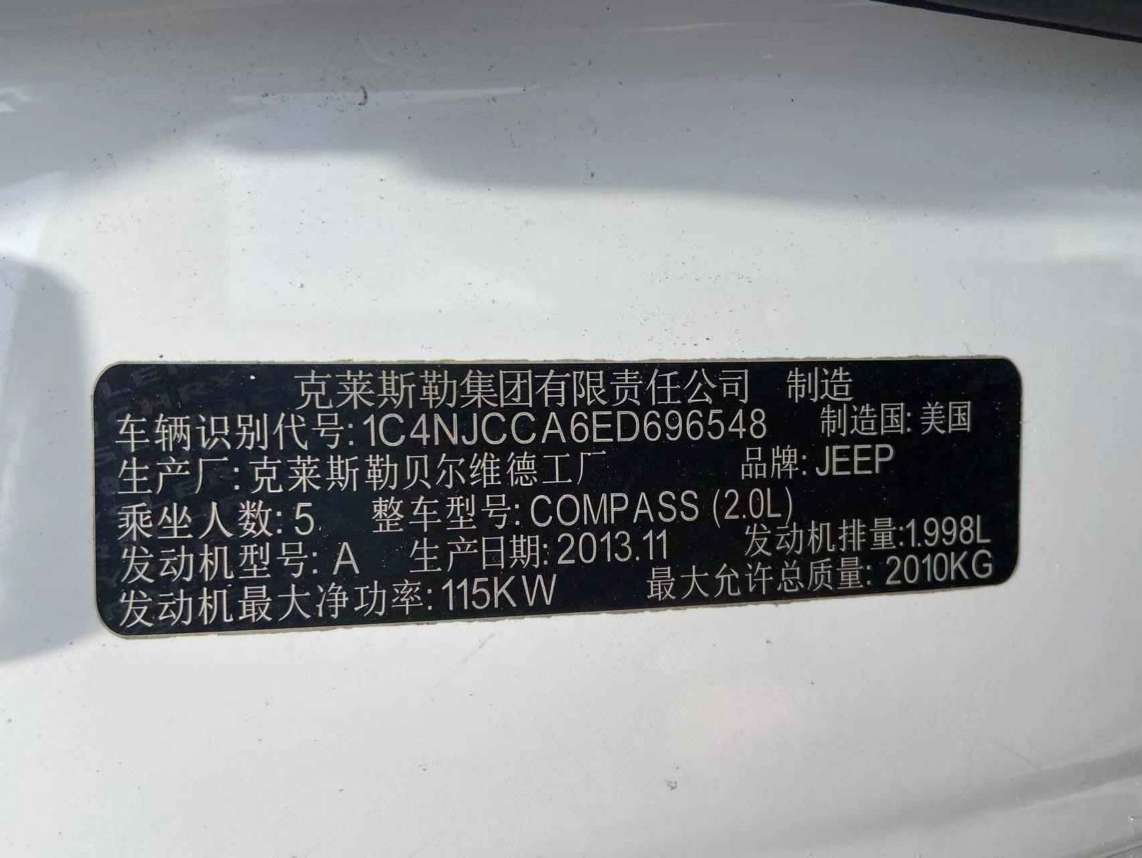 克莱斯勒集团有限责任公司 制造
车辆识别代号: 1C4NJCCA6ED696548 制造国: 美国
生产厂: 克莱斯勒贝尔维德工厂 品牌: JEEP
乘坐人数: 5 整车型号: COMPASS (2.0L)
发动机型号: A 生产日期: 2013.11 发动机排量:1.998L
发动机最大净功率: 115KW 最大允许总质量: 2010KG